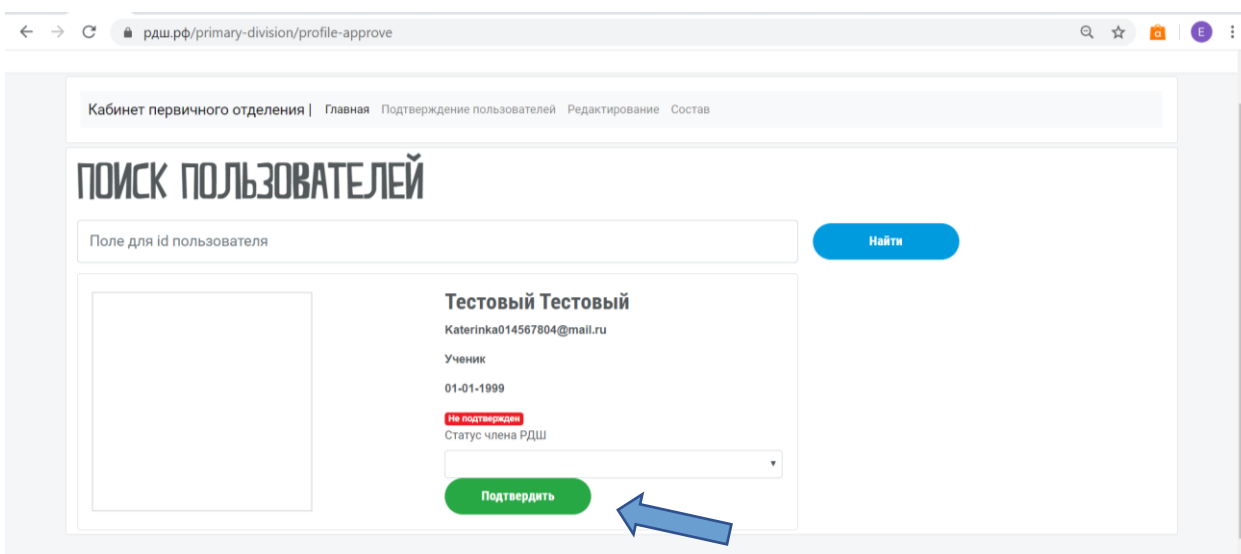 рдш.рф/primary-division/profile-approve
E
Кабинет первичного отделения | Главная Подтверждение пользователей Редактирование Состав
ПОИСК ПОЛЬЗОВАТЕЛЕЙ
Поле для id пользователя
Найти
Тестовый Тестовый
Katerinka014567804@mail.ru
Ученик
01-01-1999
Не подтвержден
Статус члена РДШ
Подтвердить